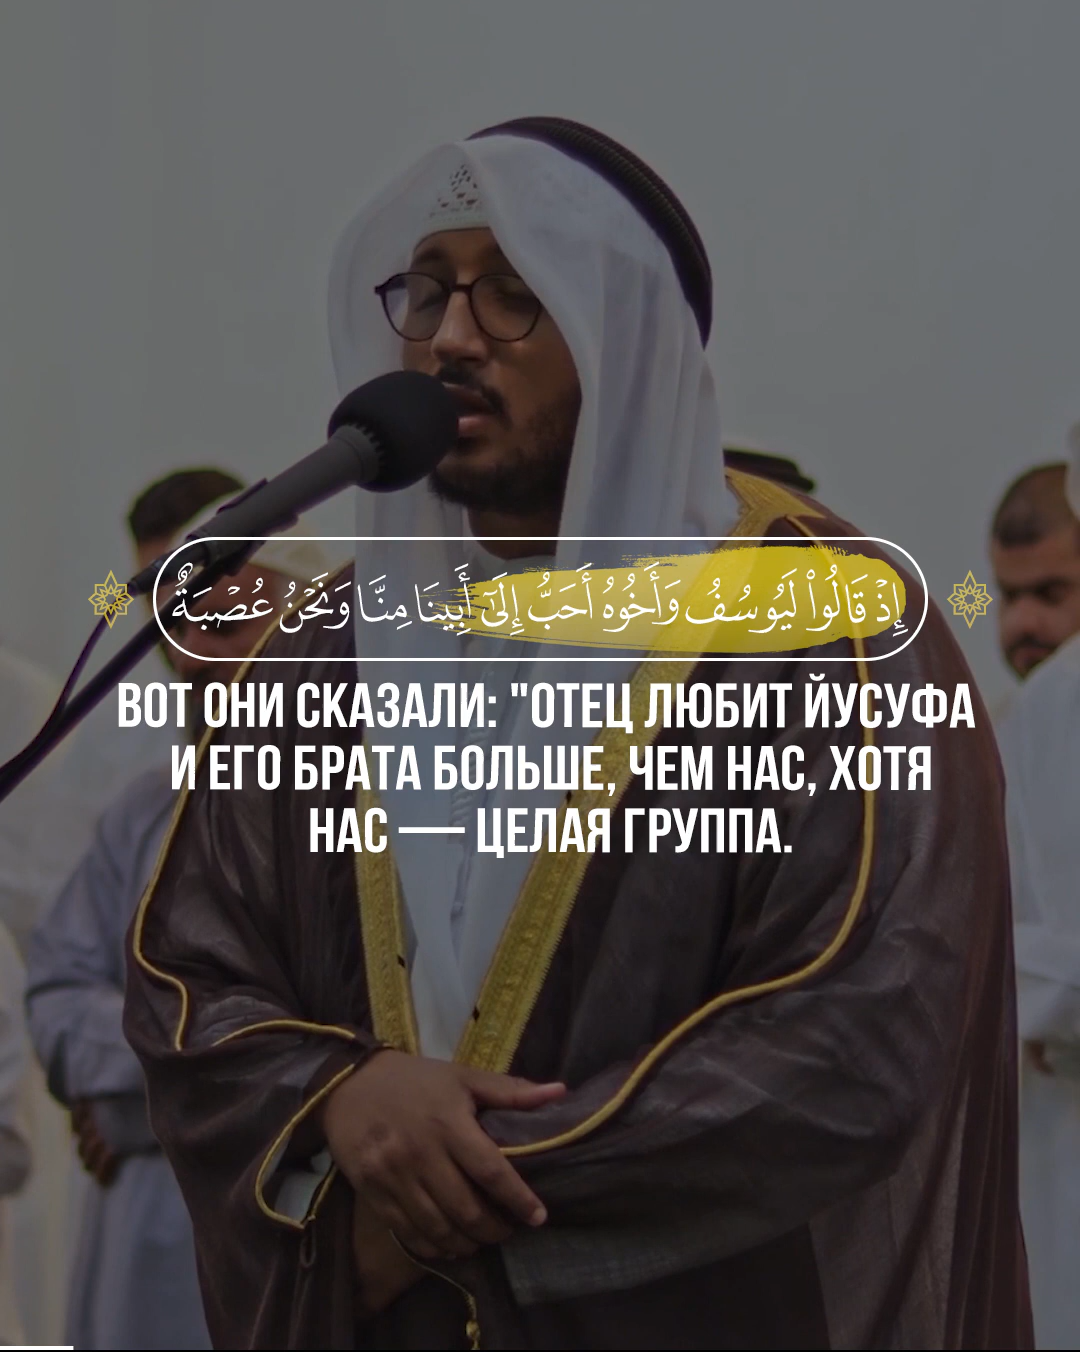 إِذْ قَالُوا۟ لَيُوسُفُ وَأَخُوهُ أَحَبُّ إِلَىٰٓ أَبِينَا مِنَّا وَنَحْنُ عُصْبَةٌ
ВОТ ОНИ СКАЗАЛИ: "ОТЕЦ ЛЮБИТ ЙУСУФА
И ЕГО БРАТА БОЛЬШЕ, ЧЕМ НАС, ХОТЯ
НАС — ЦЕЛАЯ ГРУППА.